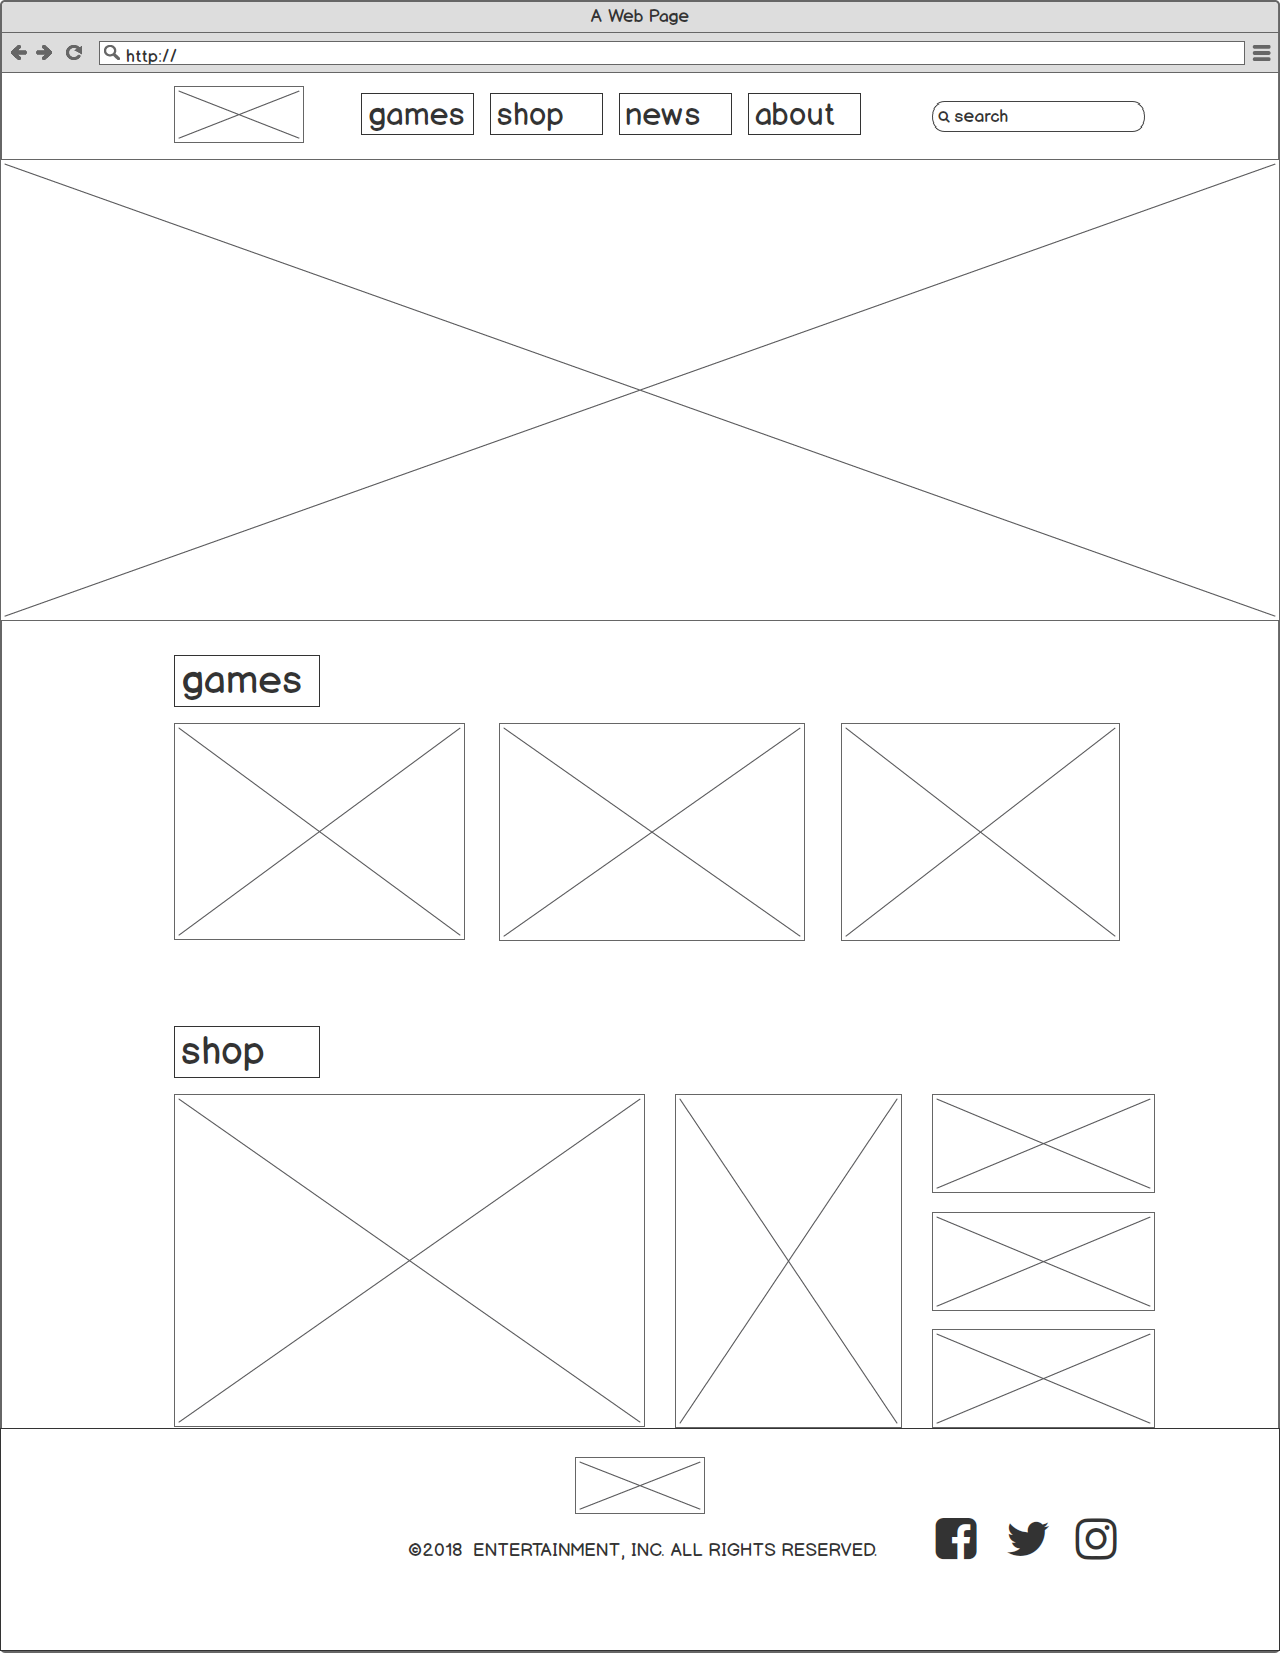 A Web Page
http://
games shop news about search
games
shop
©2018 ENTERTAINMENT, INC. ALL RIGHTS RESERVED.